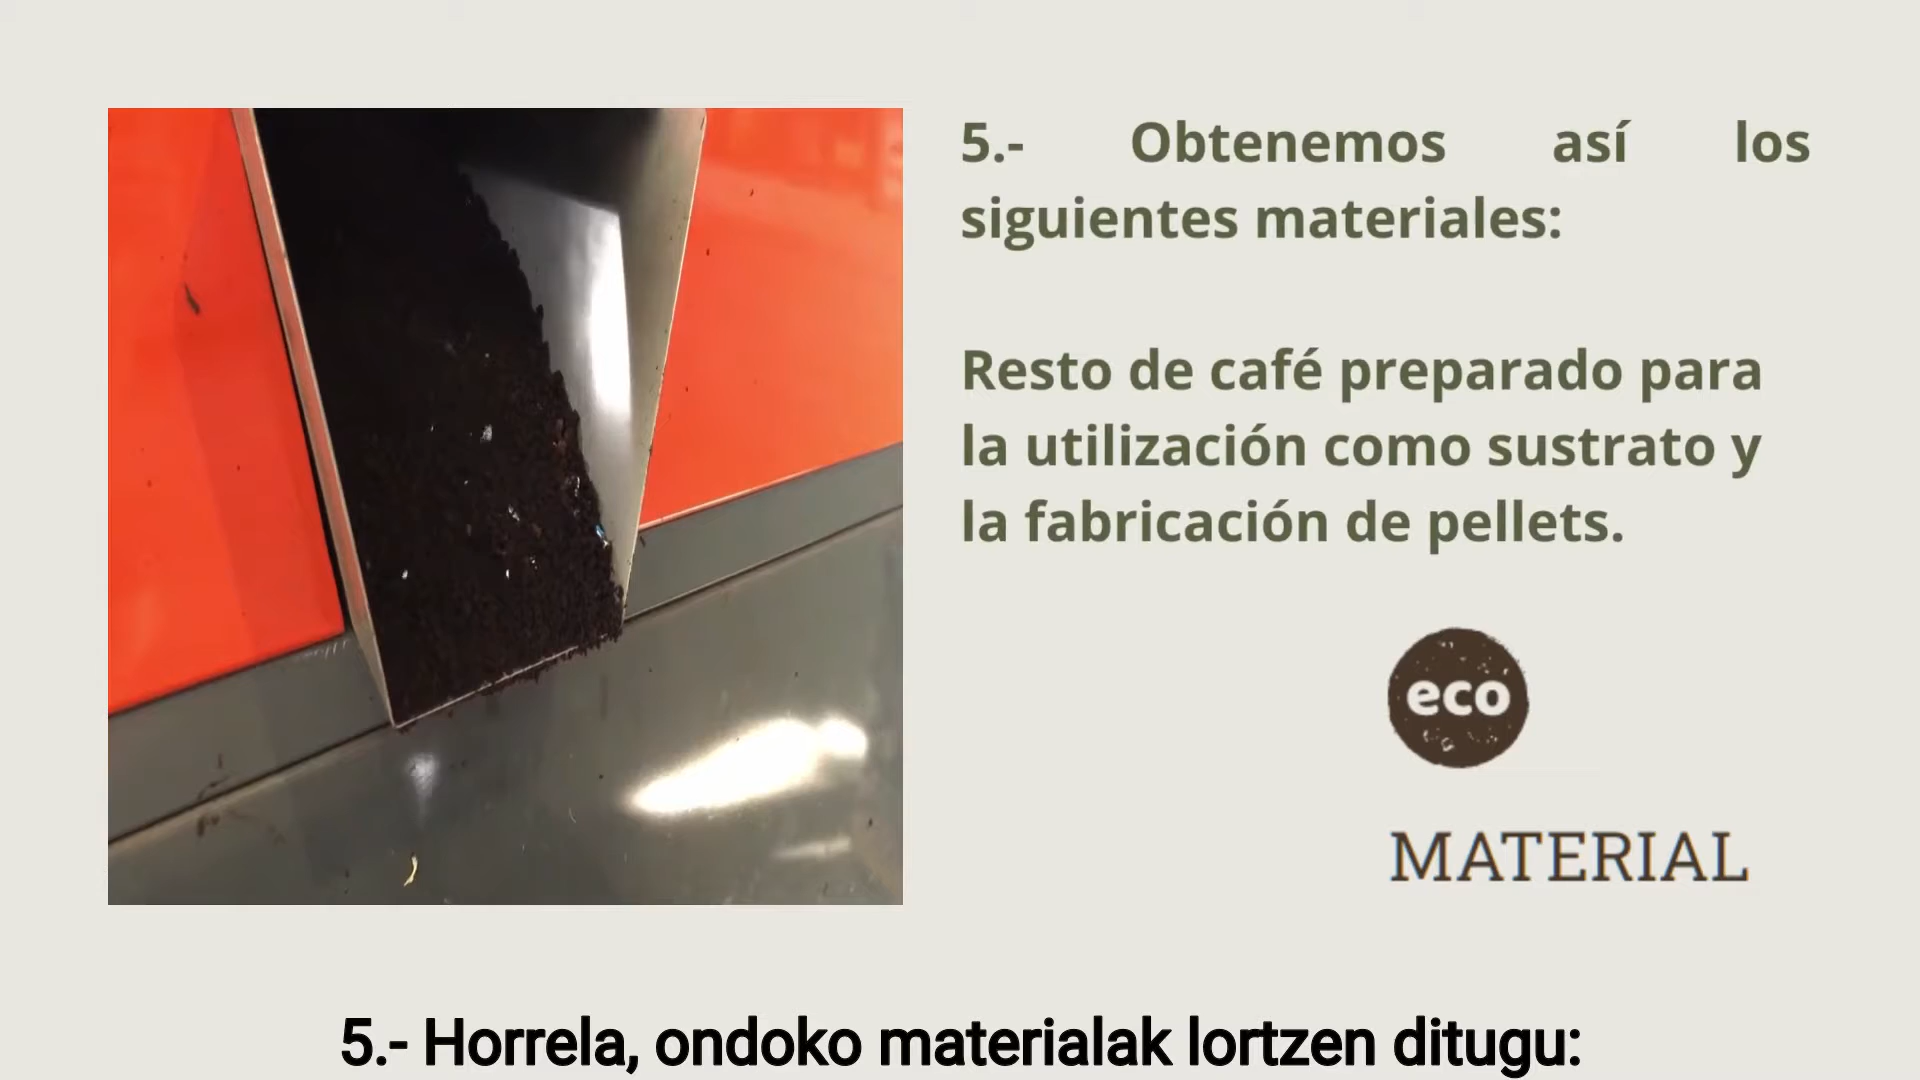 5.- Obtenemos así los
siguientes materiales:
Resto de café preparado para
la utilización como sustrato y
la fabricación de pellets.
eco
MATERIAL
5.- Horrela, ondoko materialak lortzen ditugu: